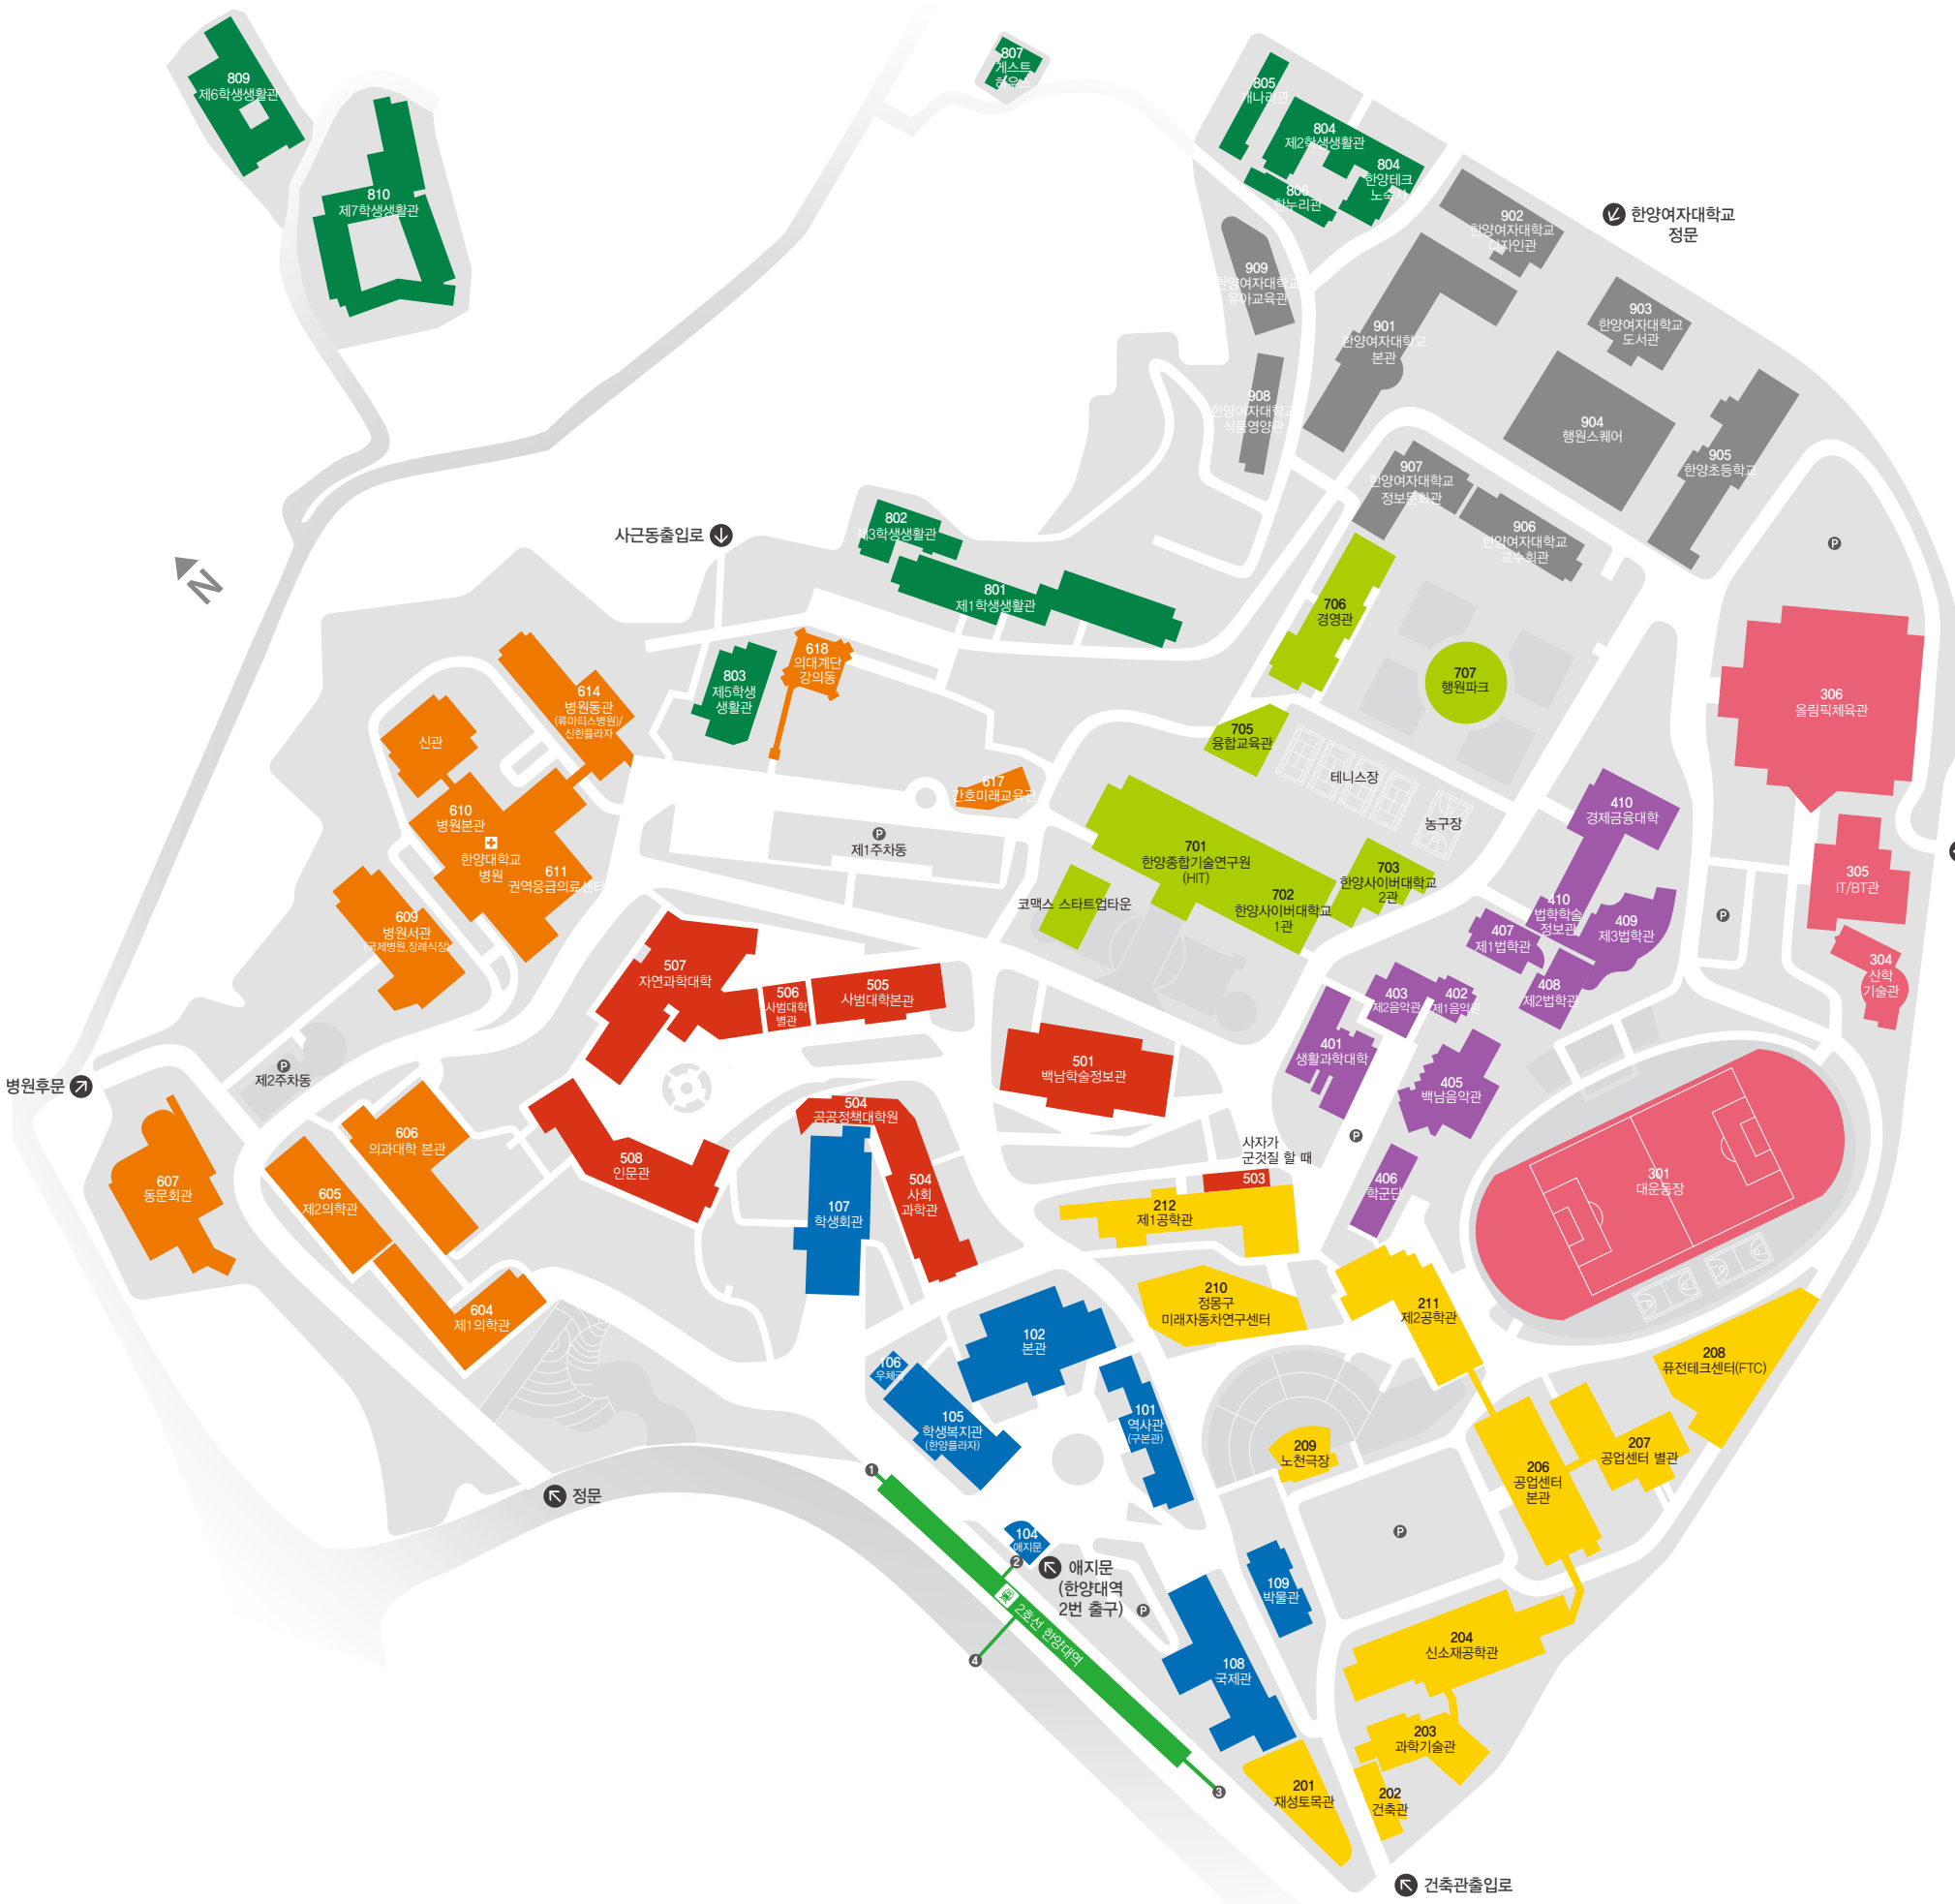 809
제6학생생활관
810
제7학생생활관
807
게스트
하우스
805
개나리관
804
제2학생생활관
804
한양테크
노숙사
806
한누리관
902
한양여자대학교
디자인관
한양여자대학교
정문
909
한양여자대학교
유아교육관
901
한양여자대학교
본관
903
한양여자대학교
도서관
908
한양여자대학교
식품영양관
904
행원스퀘어
905
한양초등학교
907
한양여자대학교
정보문화관
906
한양여자대학교
교수회관
사근동출입로
802
제3학생생활관
801
제1학생생활관
N
P
706
경영관
707
행원파크
306
올림픽체육관
618
의대계단
강의동
803
제5학생
생활관
614
병원동관
(류마티스병원)/
신한플라자
신관
705
융합교육관
테니스장
농구장
617
간호미래교육관
410
경제금융대학
610
병원본관
한양대학교
병원
611
권역응급의료센터
P
제1주차동
701
한양종합기술연구원
(HIT)
703
한양사이버대학교
2관
702
한양사이버대학교
1관
코맥스 스타트업타운
305
IT/BT관
410
법학학술
정보관
409
제3법학관
407
제1법학관
P
609
병원서관
(국제병원,장례식장)
507
자연과학대학
506
사범대학
별관
505
사범대학본관
304
산학
기술관
408
제2법학관
403
제2음악관
402
제1음악관
401
생활과학대학
501
백남학술정보관
405
백남음악관
P
제2주차동
병원후문
504
공공정책대학원
606
의과대학 본관
508
인문관
사자가
군것질 할 때
P
503
607
동문회관
605
제2의학관
107
학생회관
504
사회
과학관
212
제1공학관
406
학군단
301
대운동장
604
제1의학관
210
정몽구
미래자동차연구센터
211
제2공학관
102
본관
106
우체국
208
퓨전테크센터(FTC)
105
학생복지관
(한양플라자)
101
역사관
(구본관)
209
노천극장
207
공업센터 별관
206
공업센터
본관
1
정문
P
104
애지문
2
애지문
(한양대역
2번 출구)
P
2호선 한양대역
4
109
박물관
108
국제관
204
신소재공학관
203
과학기술관
3
201
재성토목관
202
건축관
건축관출입로